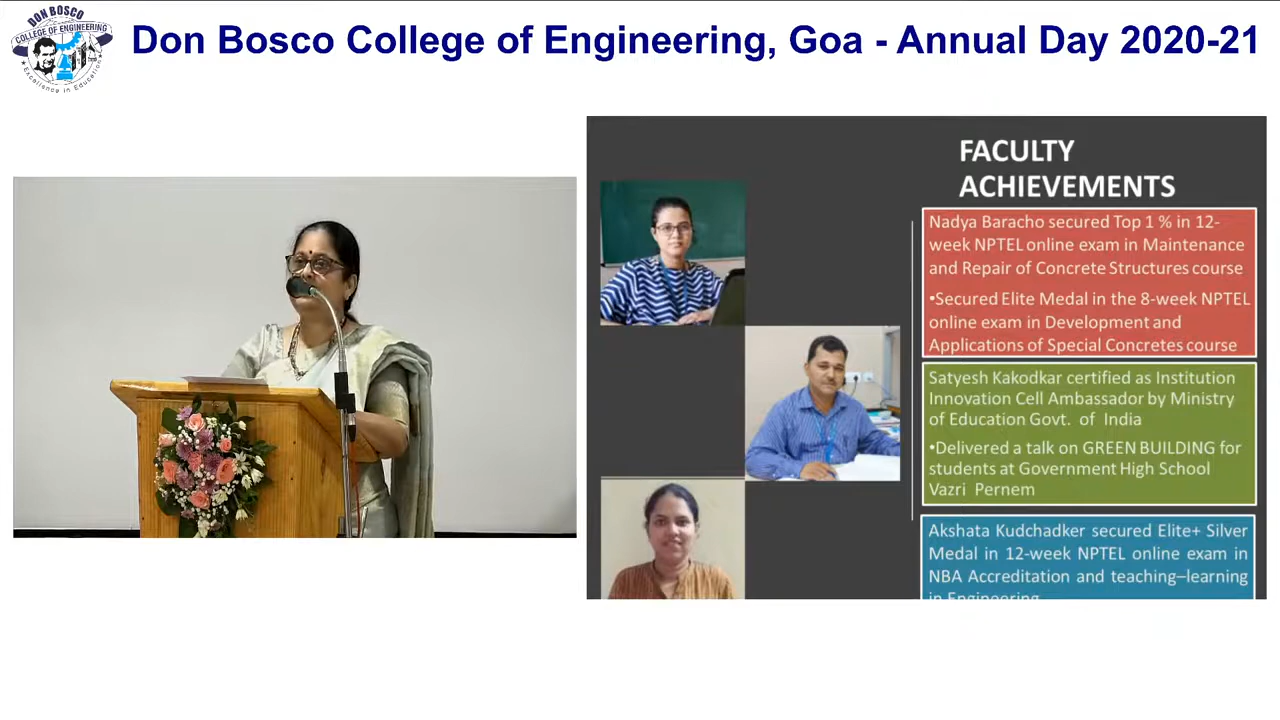 DON BOSCO
COLLEGE OF ENGINEERING
Excellence in Education
Don Bosco College of Engineering, Goa - Annual Day 2020-21
FACULTY
ACHIEVEMENTS
Nadya Baracho secured Top 1 % in 12-
week NPTEL online exam in Maintenance
and Repair of Concrete Structures course
•Secured Elite Medal in the 8-week NPTEL
online exam in Development and
Applications of Special Concretes course
Satyesh Kakodkar certified as Institution
Innovation Cell Ambassador by Ministry
of Education Govt. of India
•Delivered a talk on GREEN BUILDING for
students at Government High School
Vazri Pernem
Akshata Kudchadker secured Elite+ Silver
Medal in 12-week NPTEL online exam in
NBA Accreditation and teaching–learning
in Engineering